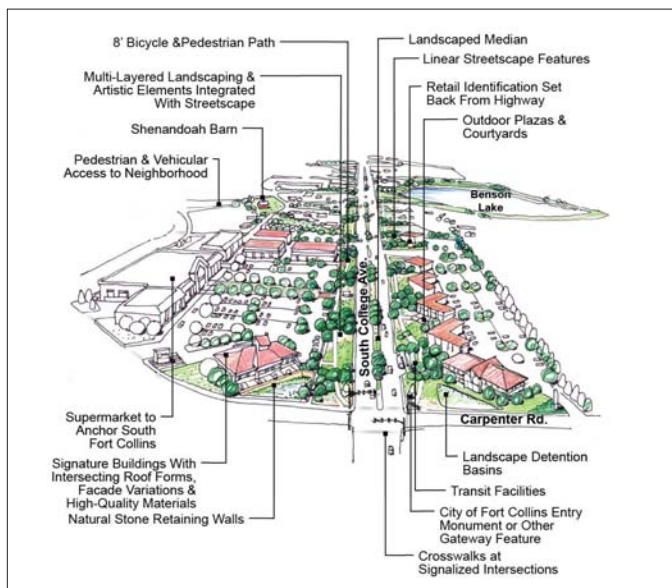 8' Bicycle &Pedestrian Path
Multi-Layered Landscaping &
Artistic Elements Integrated
With Streetscape
Shenandoah Barn
Pedestrian & Vehicular
Access to Neighborhood
Landscaped Median
Linear Streetscape Features
Retail Identification Set
Back From Highway
Outdoor Plazas &
Courtyards
Benson
Lake
South College Ave.
Carpenter Rd.
Supermarket to
Anchor South
Fort Collins
Signature Buildings With
Intersecting Roof Forms,
Facade Variations &
High-Quality Materials
Natural Stone Retaining Walls
Landscape Detention
Basins
Transit Facilities
City of Fort Collins Entry
Monument or Other
Gateway Feature
Crosswalks at
Signalized Intersections